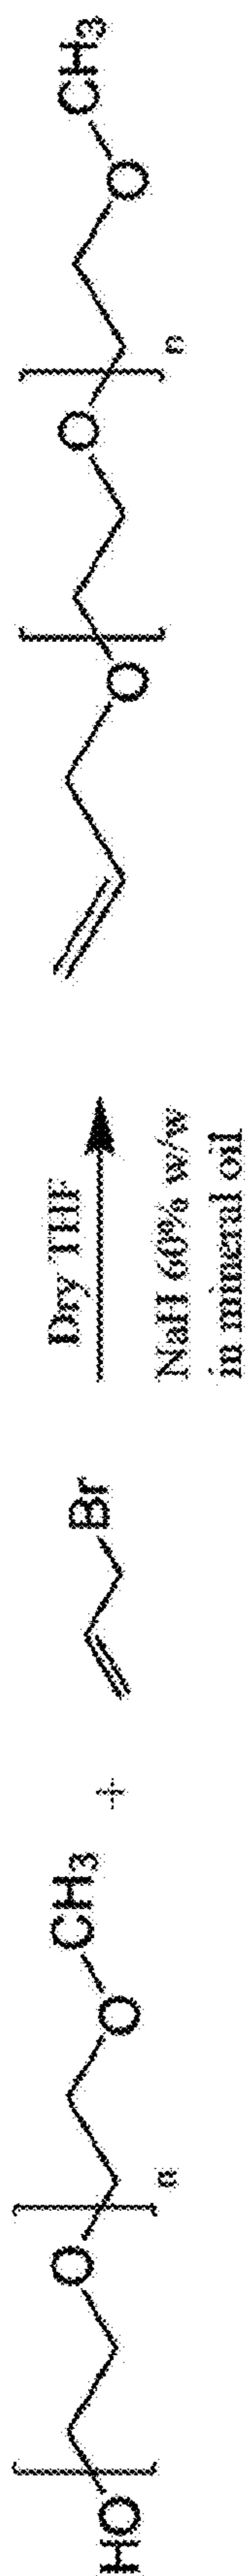 HO
O
n
O
CH3
+
Br
Dry THF
NaH 60% w/w
in mineral oil
O
O
n
O
CH3